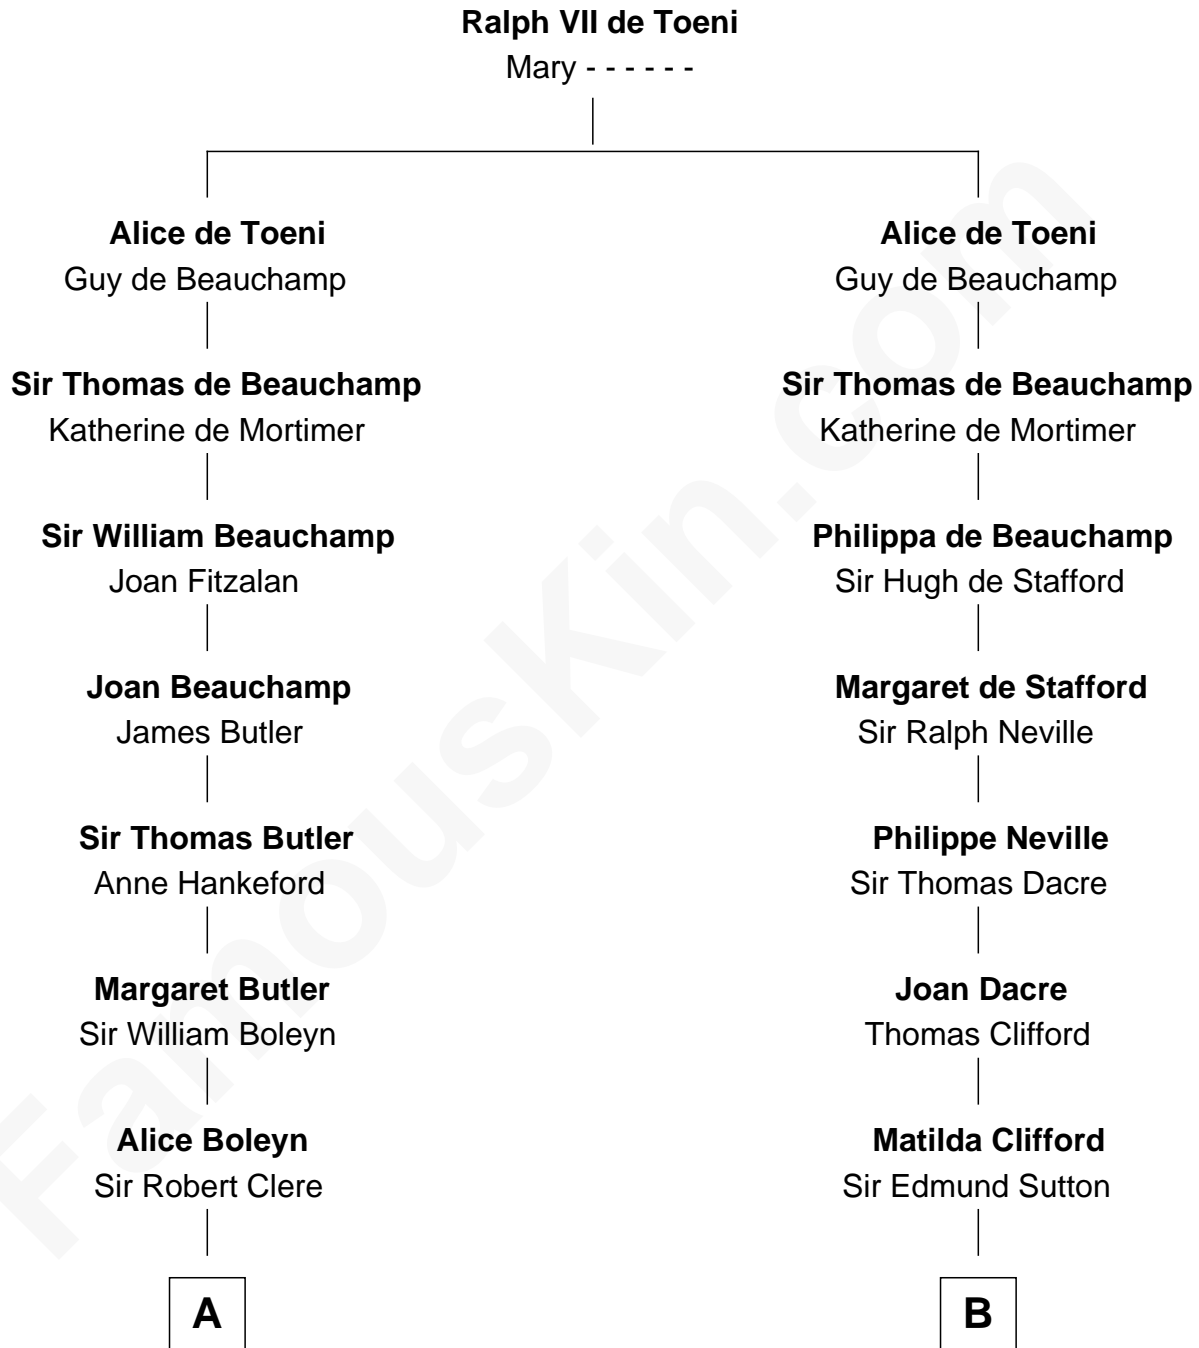 Ralph VII de Toeni
Mary - - - - - -
Alice de Toeni
Guy de Beauchamp
Sir Thomas de Beauchamp
Katherine de Mortimer
Sir William Beauchamp
Joan Fitzalan
Joan Beauchamp
James Butler
Sir Thomas Butler
Anne Hankeford
Margaret Butler
Sir William Boleyn
Alice Boleyn
Sir Robert Clere
A
Alice de Toeni
Guy de Beauchamp
Sir Thomas de Beauchamp
Katherine de Mortimer
Philippa de Beauchamp
Sir Hugh de Stafford
Margaret de Stafford
Sir Ralph Neville
Philippe Neville
Sir Thomas Dacre
Joan Dacre
Thomas Clifford
Matilda Clifford
Sir Edmund Sutton
B
FamousKin.com